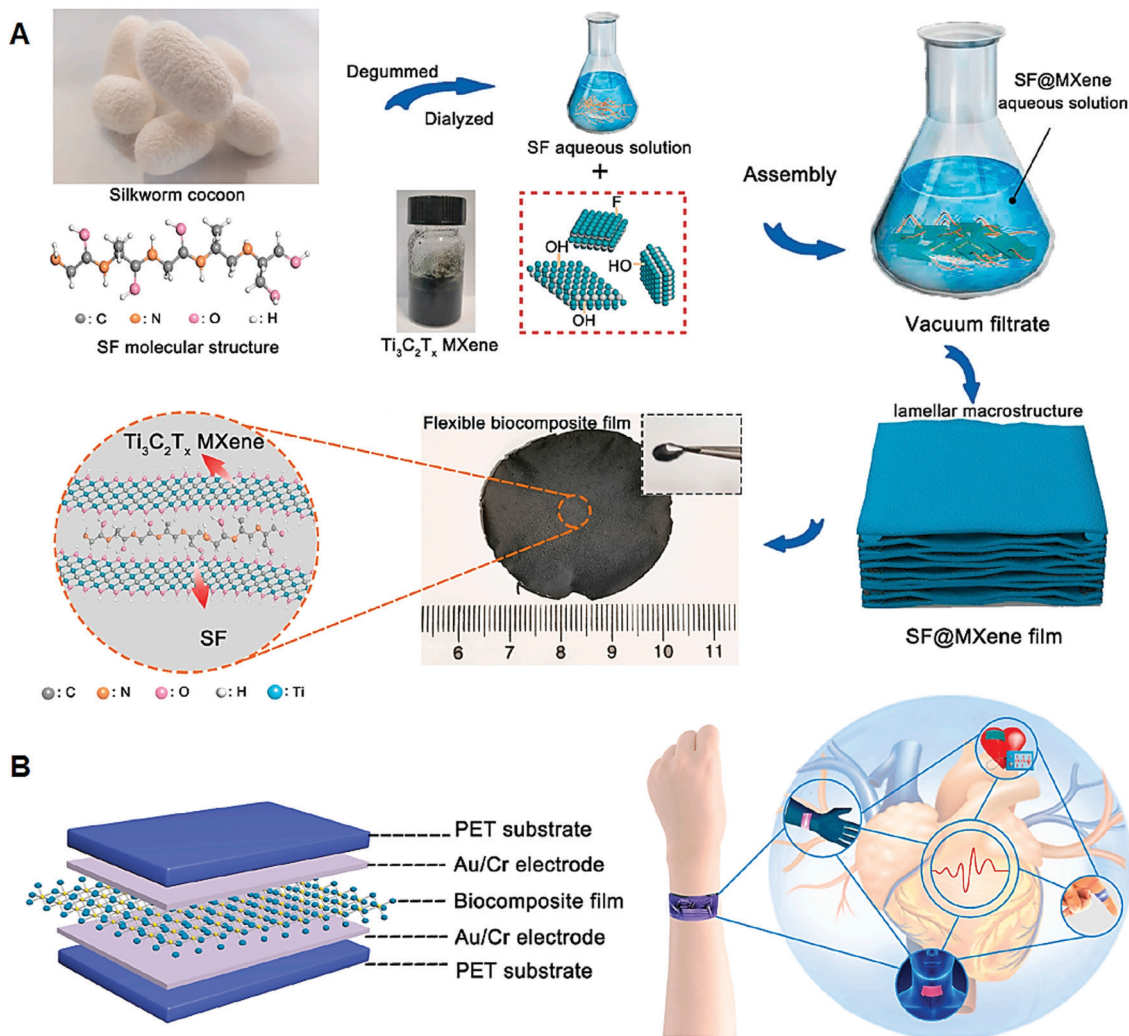 A
Silkworm cocoon
Degummed
Dialyzed
SF aqueous solution
+
SF@MXene
aqueous solution
Assembly
F
OH
HO
OH
: C : N : O : H
SF molecular structure
Ti₃C₂Tₓ MXene
Vacuum filtrate
lamellar macrostructure
SF@MXene film
Flexible biocomposite film
6 7 8 9 10 11
Ti₃C₂Tₓ MXene
SF
: C : N : O : H : Ti
B
PET substrate
Au/Cr electrode
Biocomposite film
Au/Cr electrode
PET substrate